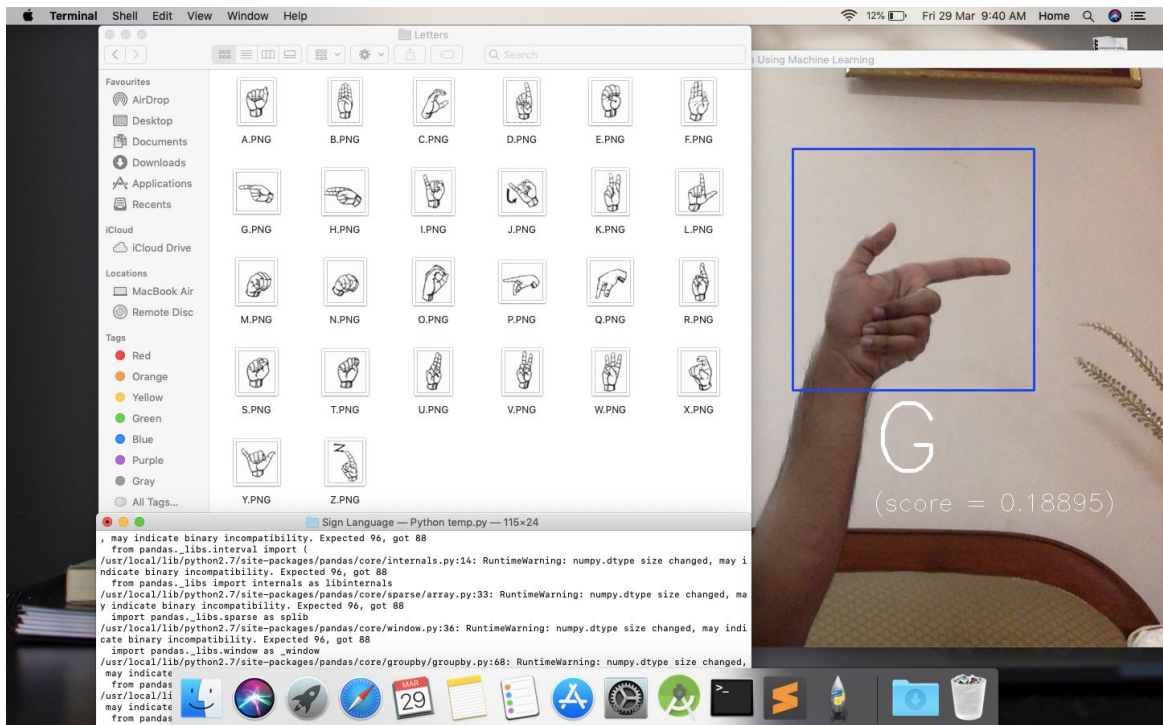 Terminal Shell Edit View Window Help
12% Fri 29 Mar 9:40 AM Home
Letters
Search
Using Machine Learning
Favourites
AirDrop
Desktop
Documents
Downloads
Applications
Recents
iCloud
iCloud Drive
Locations
MacBook Air
Remote Disc
Tags
Red
Orange
Yellow
Green
Blue
Purple
Gray
All Tags...
A.PNG B.PNG C.PNG D.PNG E.PNG F.PNG
G.PNG H.PNG I.PNG J.PNG K.PNG L.PNG
M.PNG N.PNG O.PNG P.PNG Q.PNG R.PNG
S.PNG T.PNG U.PNG V.PNG W.PNG X.PNG
Z
Y.PNG Z.PNG
G
(score = 0.18895)
Sign Language — Python temp.py — 115×24
, may indicate binary incompatibility. Expected 96, got 88
from pandas._libs.interval import (
/usr/local/lib/python2.7/site-packages/pandas/core/internals.py:14: RuntimeWarning: numpy.dtype size changed, may i
ndicate binary incompatibility. Expected 96, got 88
from pandas._libs import internals as libinternals
/usr/local/lib/python2.7/site-packages/pandas/core/sparse/array.py:33: RuntimeWarning: numpy.dtype size changed, ma
y indicate binary incompatibility. Expected 96, got 88
import pandas._libs.sparse as splib
/usr/local/lib/python2.7/site-packages/pandas/core/window.py:36: RuntimeWarning: numpy.dtype size changed, may indi
cate binary incompatibility. Expected 96, got 88
import pandas._libs.window as _window
/usr/local/lib/python2.7/site-packages/pandas/core/groupby/groupby.py:68: RuntimeWarning: numpy.dtype size changed,
may indicate
from pandas
/usr/local/li
may indicate
from pandas
MAR
29